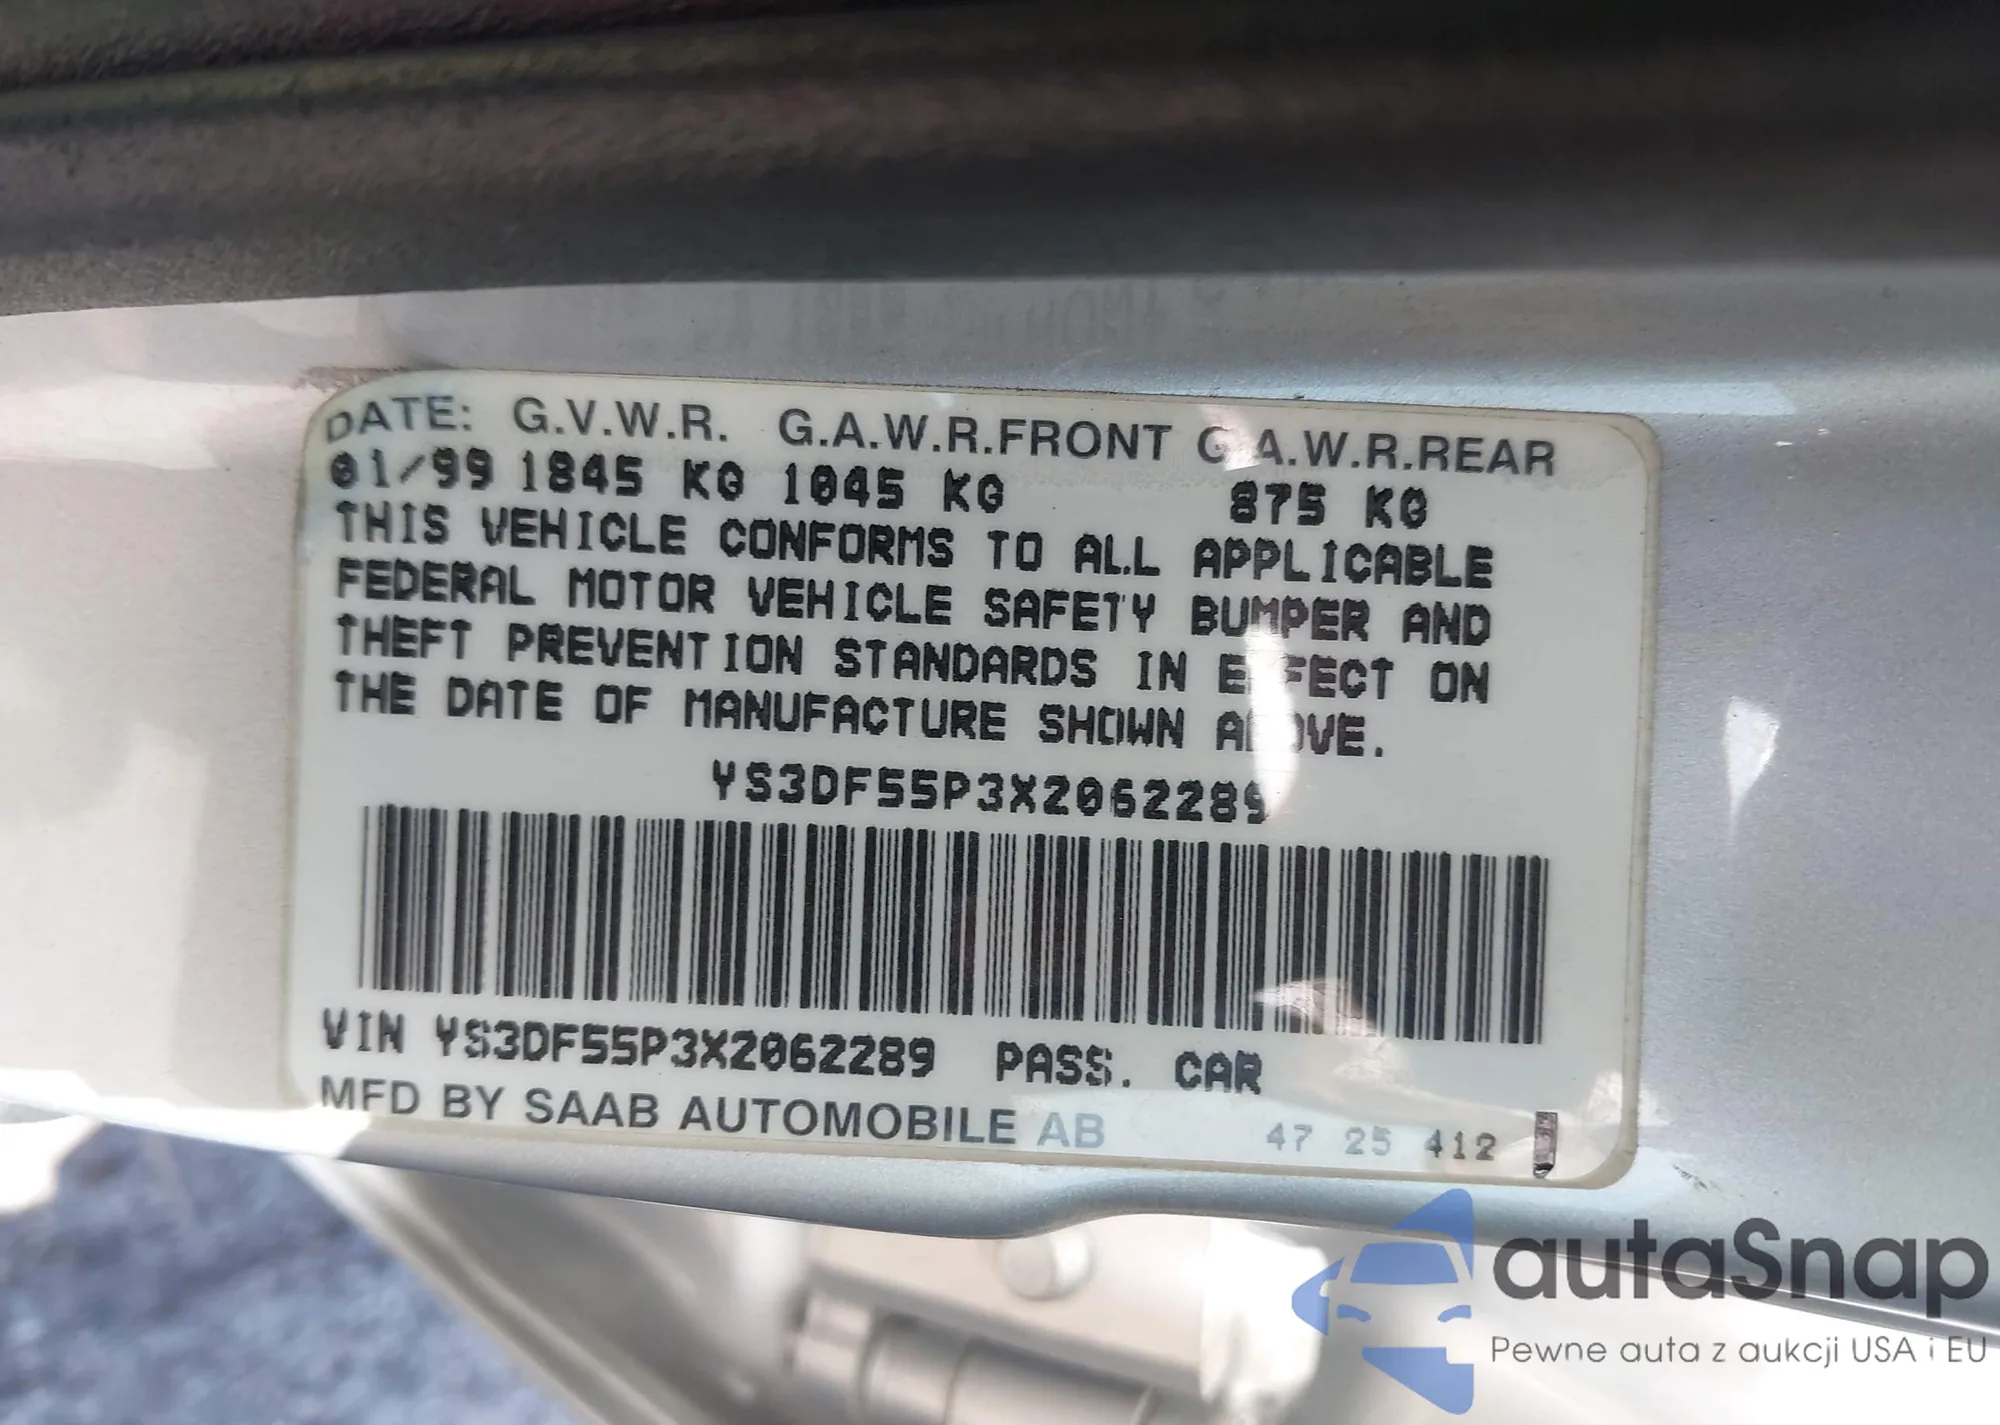 DATE: G.V.W.R. G.A.W.R.FRONT G.A.W.R.REAR
01/99 1845 KG 1045 KG 875 KG
THIS VEHICLE CONFORMS TO ALL APPLICABLE
FEDERAL MOTOR VEHICLE SAFETY BUMPER AND
THEFT PREVENTION STANDARDS IN EFFECT ON
THE DATE OF MANUFACTURE SHOWN ABOVE.
YS3DF55P3X2062289
VIN YS3DF55P3X2062289 PASS. CAR
MFD BY SAAB AUTOMOBILE AB 47 25 412
autaSnap
Pewne auta z aukcji USA i EU